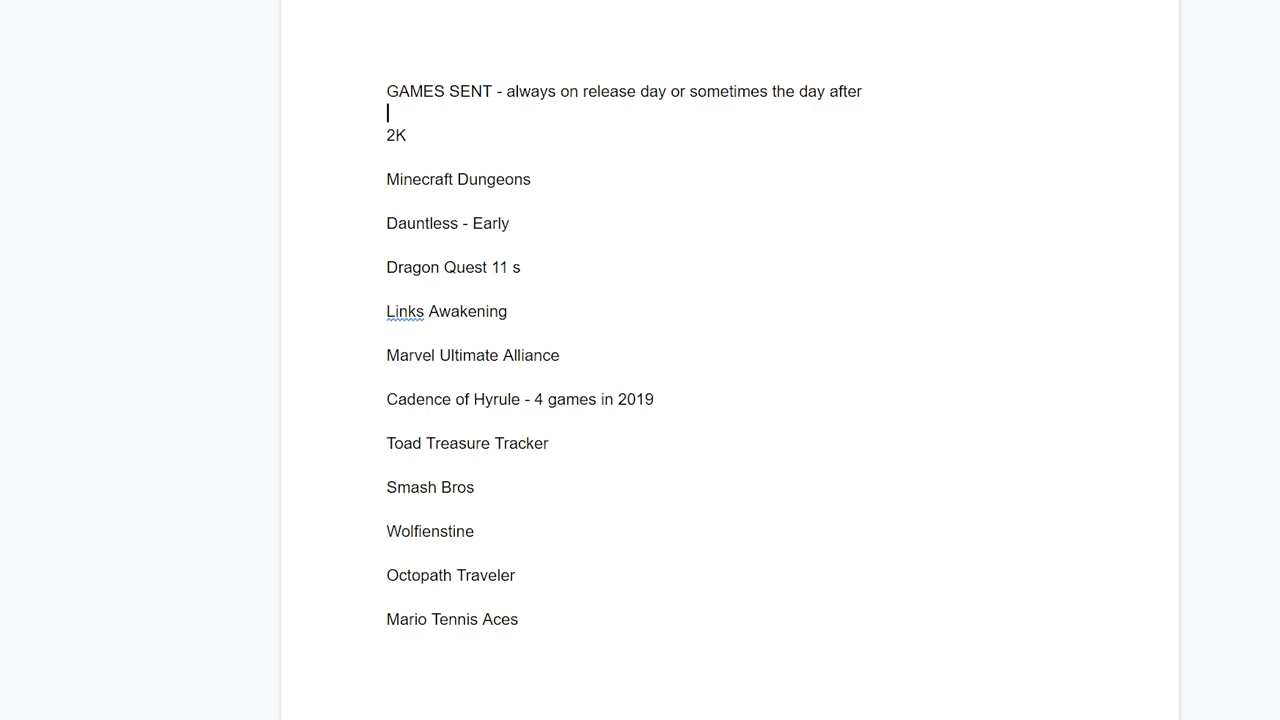 GAMES SENT - always on release day or sometimes the day after
2K
Minecraft Dungeons
Dauntless - Early
Dragon Quest 11 s
Links Awakening
Marvel Ultimate Alliance
Cadence of Hyrule - 4 games in 2019
Toad Treasure Tracker
Smash Bros
Wolfienstine
Octopath Traveler
Mario Tennis Aces